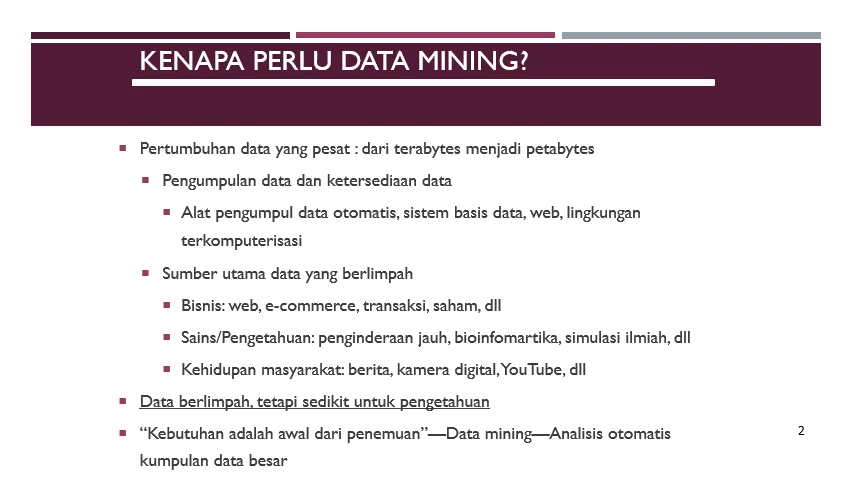 KENAPA PERLU DATA MINING?
Pertumbuhan data yang pesat : dari terabytes menjadi petabytes
Pengumpulan data dan ketersediaan data
Alat pengumpul data otomatis, sistem basis data, web, lingkungan
terkomputerisasi
Sumber utama data yang berlimpah
Bisnis: web, e-commerce, transaksi, saham, dll
Sains/Pengetahuan: penginderaan jauh, bioinfomartika, simulasi ilmiah, dll
Kehidupan masyarakat: berita, kamera digital, YouTube, dll
Data berlimpah, tetapi sedikit untuk pengetahuan
“Kebutuhan adalah awal dari penemuan”—Data mining—Analisis otomatis
kumpulan data besar
2